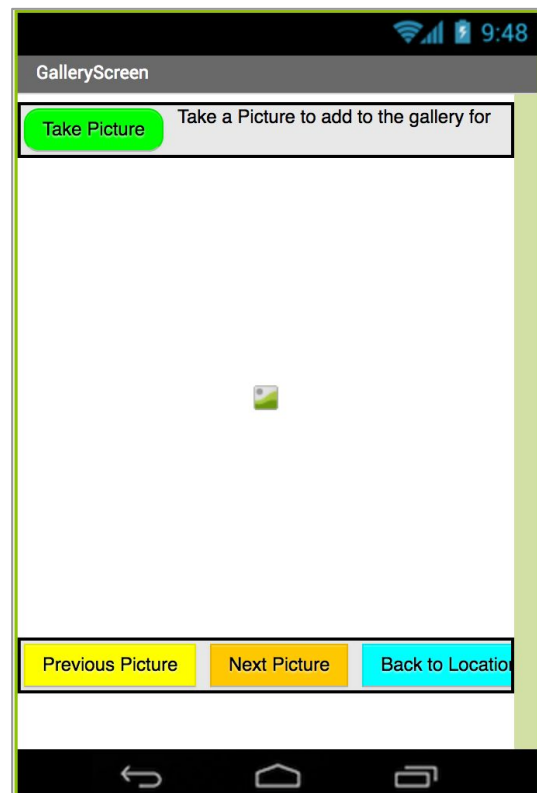 9:48
GalleryScreen
Take Picture
Take a Picture to add to the gallery for
Previous Picture
Next Picture
Back to Location